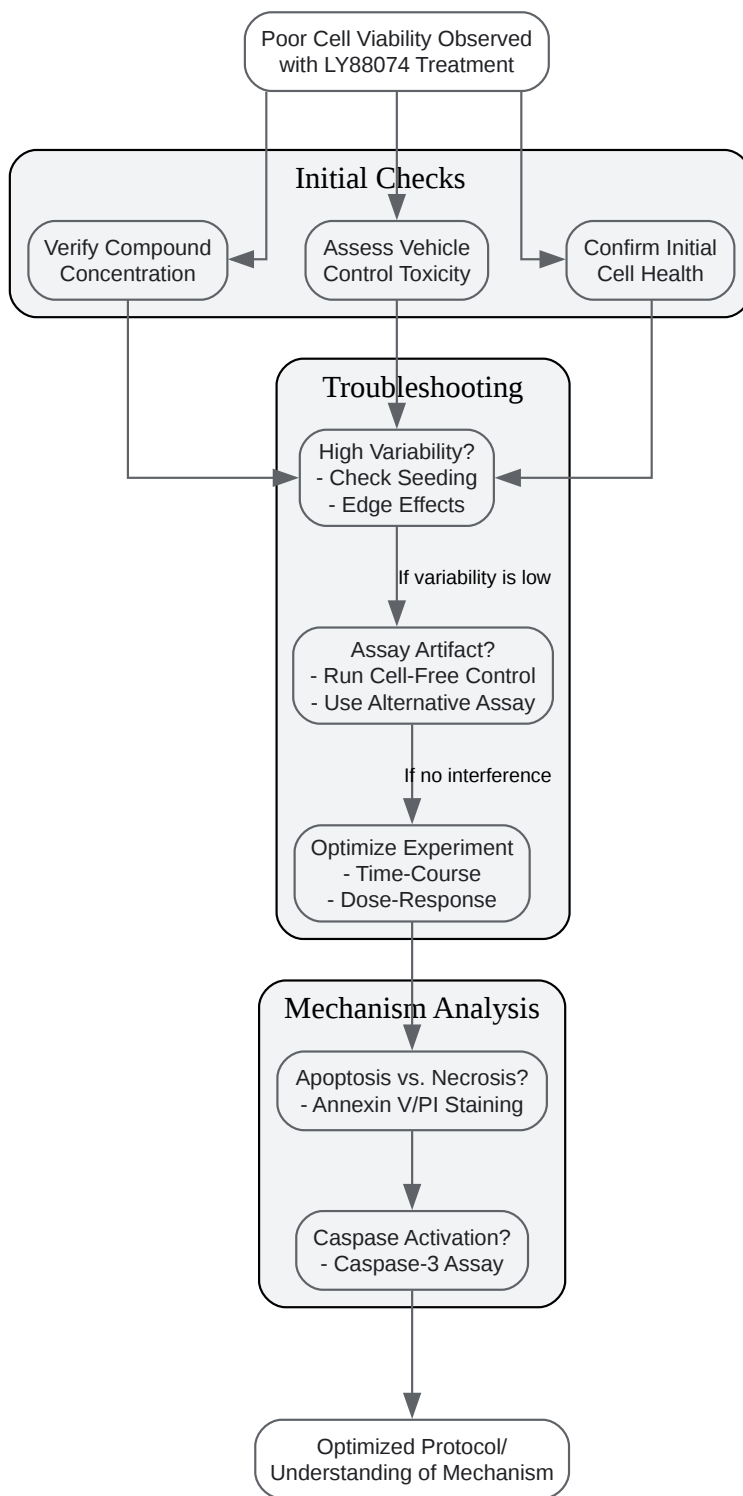 Poor Cell Viability Observed
with LY88074 Treatment
Initial Checks
Verify Compound
Concentration
Assess Vehicle
Control Toxicity
Confirm Initial
Cell Health
Troubleshooting
High Variability?
- Check Seeding
- Edge Effects
If variability is low
Assay Artifact?
- Run Cell-Free Control
- Use Alternative Assay
If no interference
Optimize Experiment
- Time-Course
- Dose-Response
Mechanism Analysis
Apoptosis vs. Necrosis?
- Annexin V/PI Staining
Caspase Activation?
- Caspase-3 Assay
Optimized Protocol/
Understanding of Mechanism